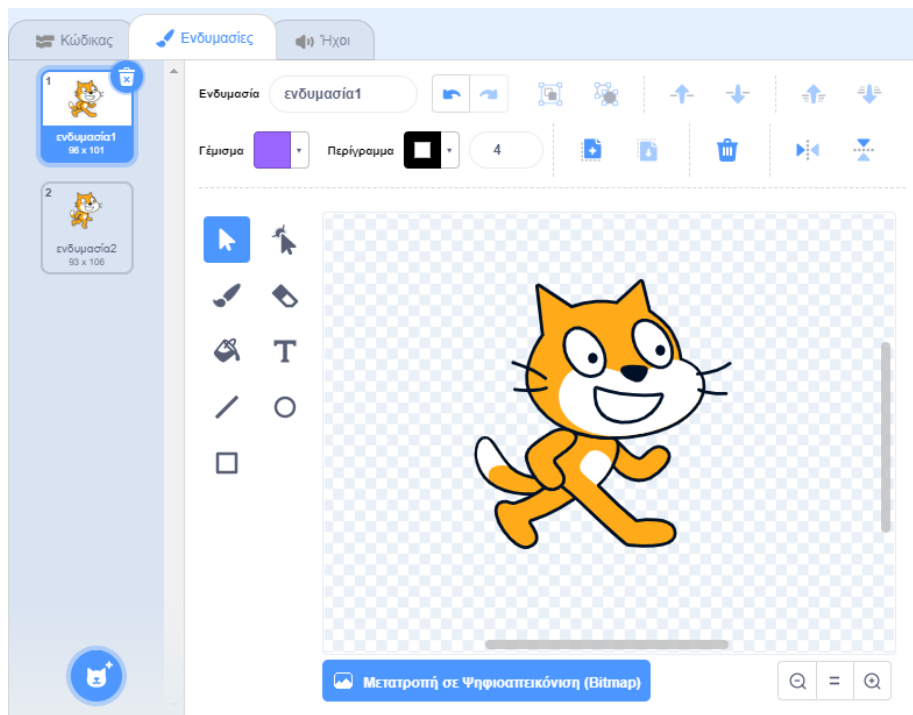 Κώδικας
Ενδυμασίες
Ήχοι
1
ενδυμασία1
96 x 101
2
ενδυμασία2
93 x 106
Ενδυμασία
ενδυμασία1
Γέμισμα
Περίγραμμα
4
T
Μετατροπή σε Ψηφιοαπεικόνιση (Bitmap)